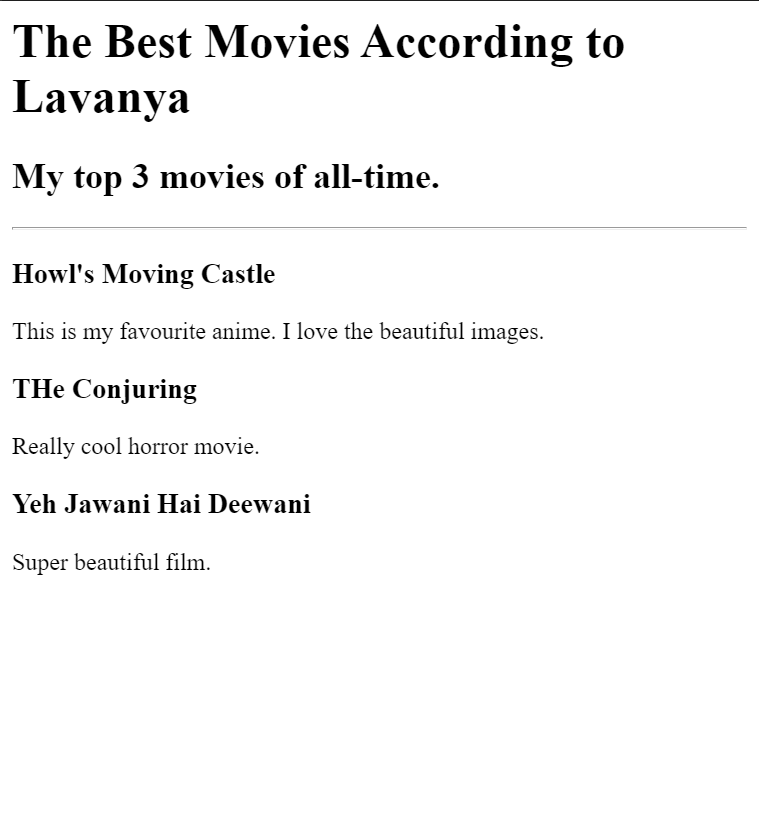 The Best Movies According to
Lavanya
My top 3 movies of all-time.
Howl's Moving Castle
This is my favourite anime. I love the beautiful images.
THe Conjuring
Really cool horror movie.
Yeh Jawani Hai Deewani
Super beautiful film.